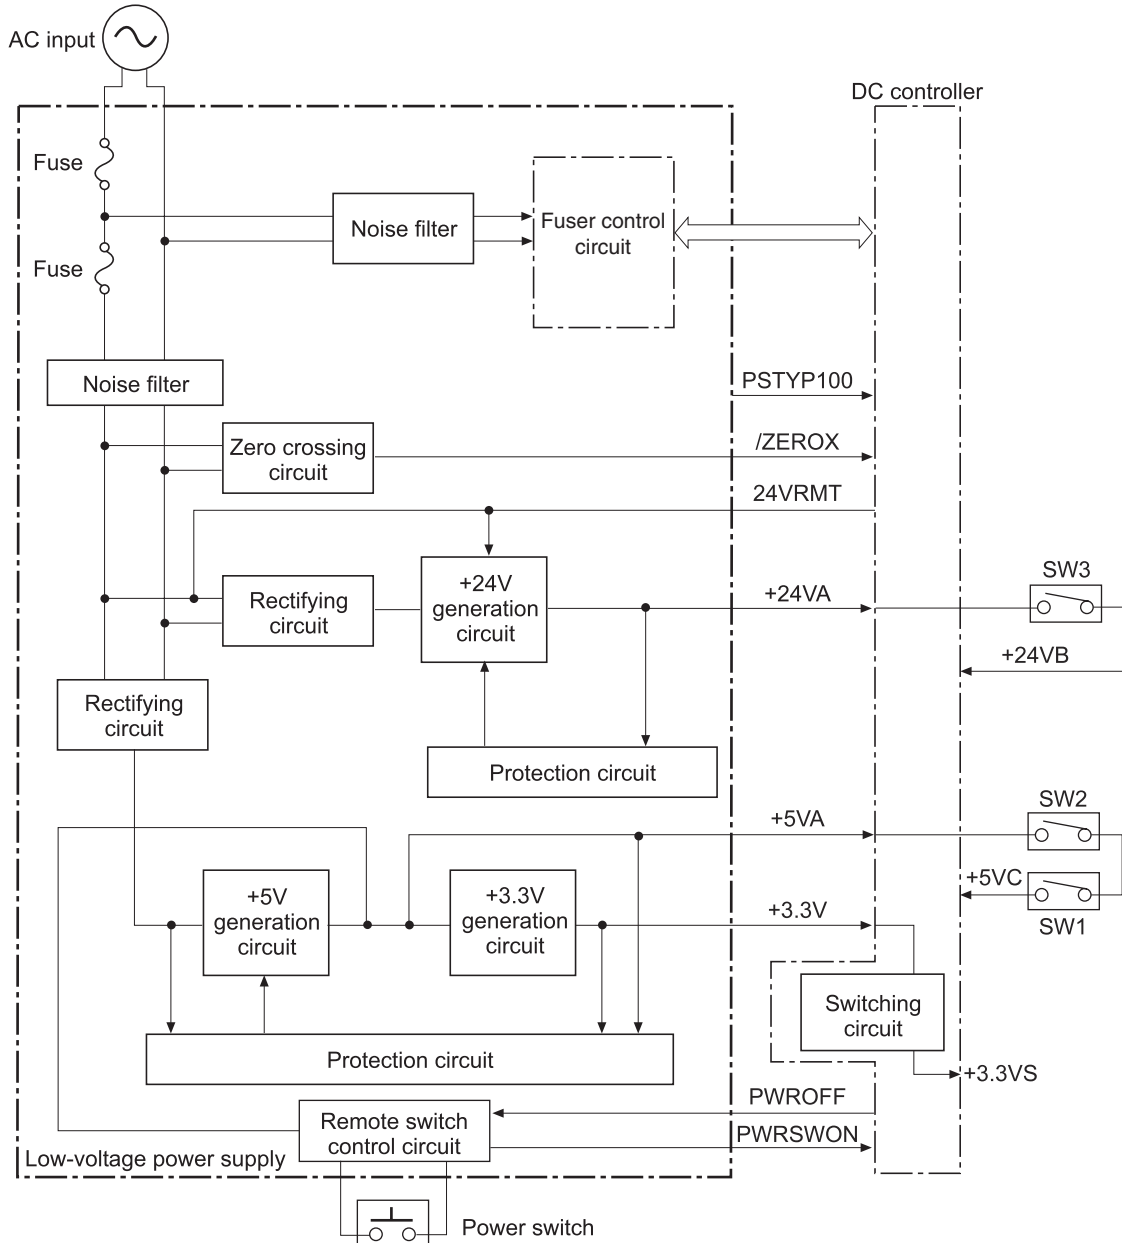 AC input
DC controller
Fuse
Noise filter
Fuser control
circuit
Fuse
PSTYP100
Noise filter
/ZEROX
Zero crossing
circuit
24VRMT
SW3
+24V
generation
circuit
+24VA
Rectifying
circuit
+24VB
Rectifying
circuit
Protection circuit
SW2
+5VA
+5VC
+5V
generation
circuit
+3.3V
generation
circuit
+3.3V
SW1
Switching
circuit
Protection circuit
+3.3VS
PWROFF
Remote switch
control circuit
PWRSWON
Low-voltage power supply
Power switch